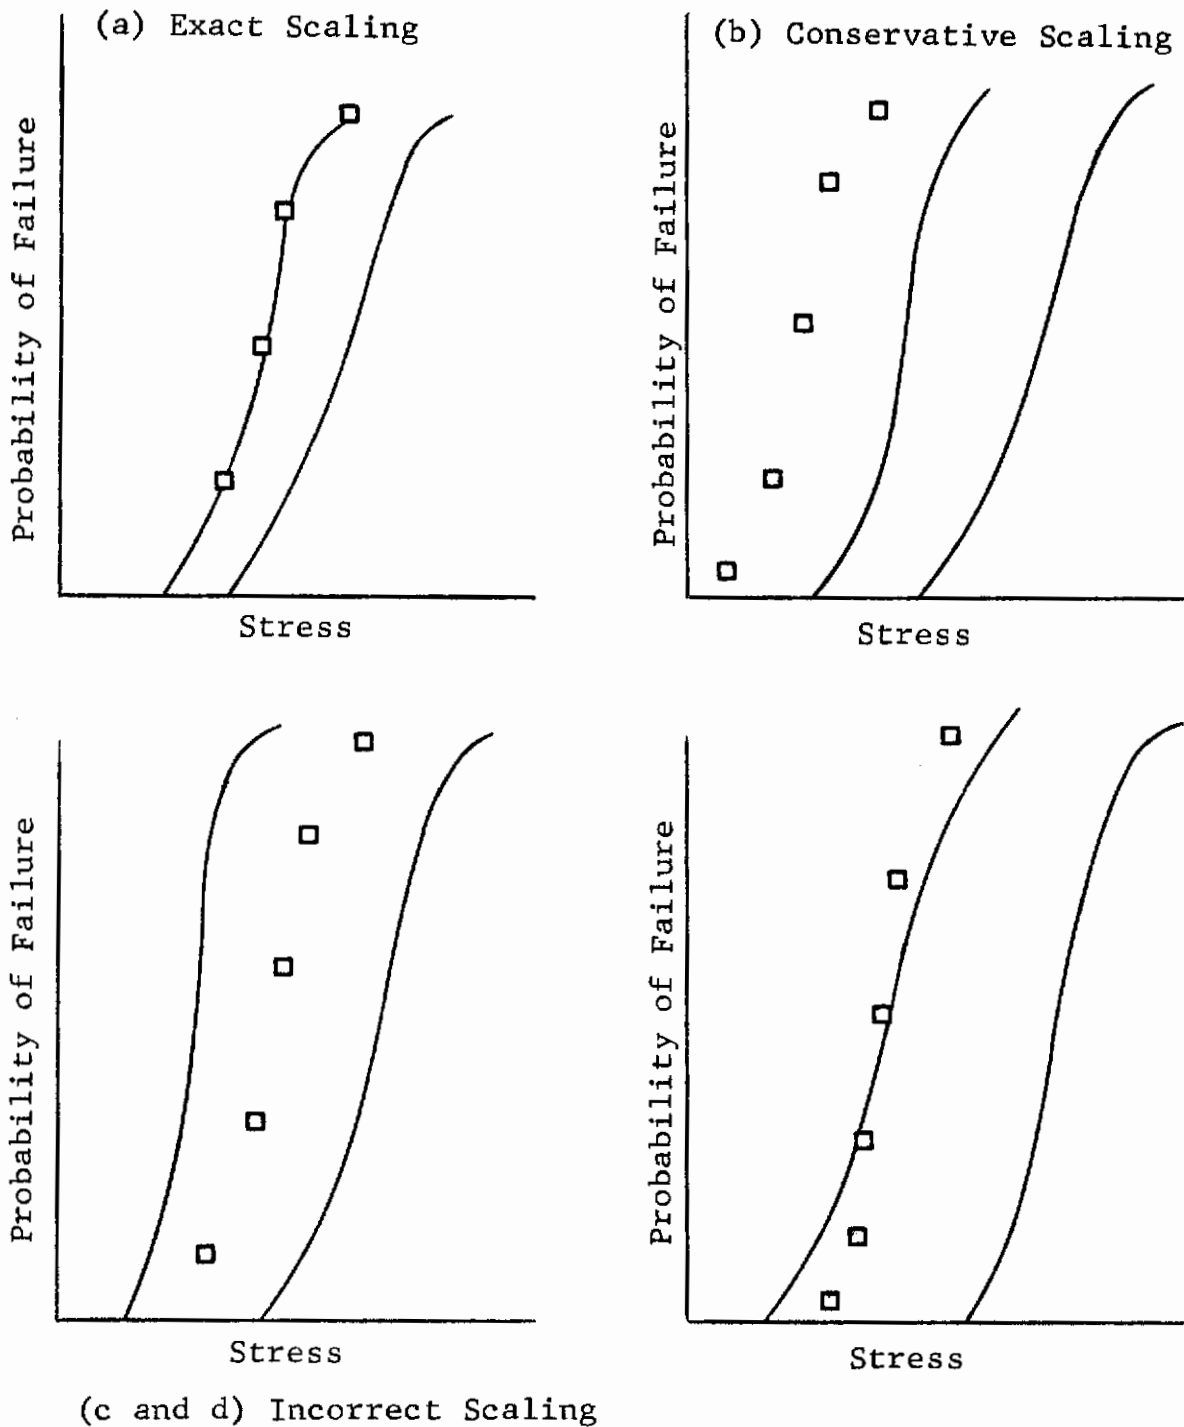 (a) Exact Scaling
Probability of Failure
Stress
(b) Conservative Scaling
Probability of Failure
Stress
Probability of Failure
Stress
Probability of Failure
Stress
(c and d) Incorrect Scaling